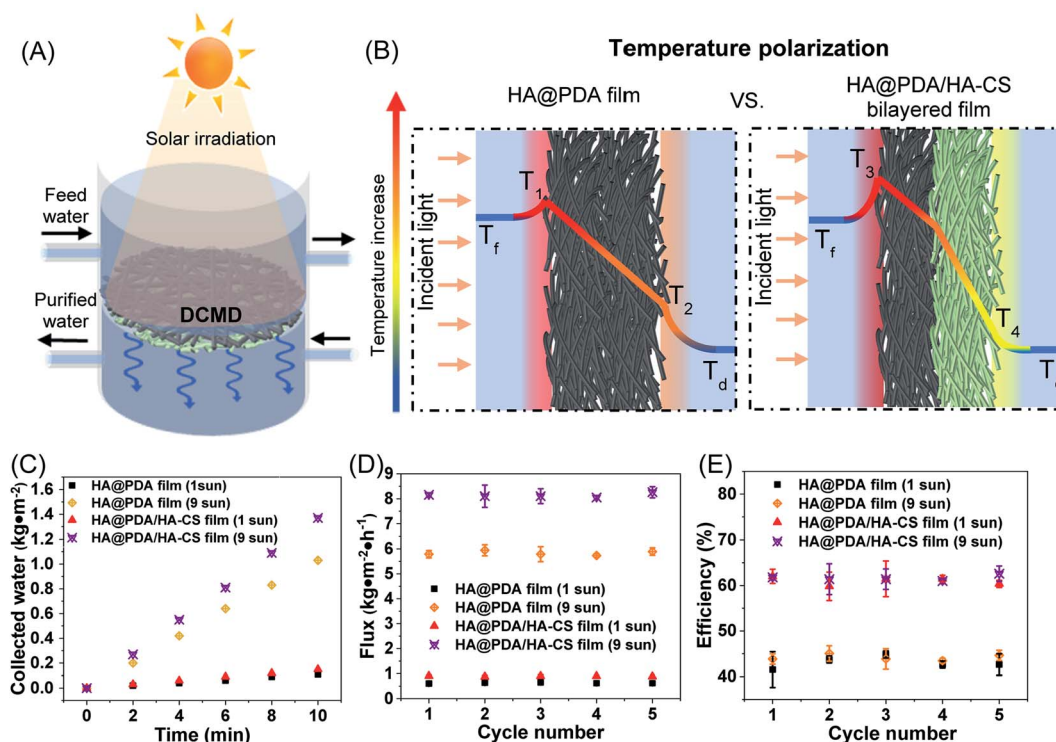 (A)
Solar irradiation
Feed
water
Purified
water
DCMD
(B)
Temperature polarization
HA@PDA film
VS.
HA@PDA/HA-CS
bilayered film
Temperature increase
Incident light
T1
Tf
T2
Td
Incident light
T3
Tf
T4
(C)
Collected water (kg•m-2)
1.6
1.4
1.2
1.0
0.8
0.6
0.4
0.2
0.0
HA@PDA film (1sun)
HA@PDA film (9 sun)
HA@PDA/HA-CS film (1 sun)
HA@PDA/HA-CS film (9 sun)
0 2 4 6 8 10
Time (min)
(D)
Flux (kg•m-2•h-1)
9
8
7
6
5
4
3
2
1
0
HA@PDA film (1 sun)
HA@PDA film (9 sun)
HA@PDA/HA-CS film (1 sun)
HA@PDA/HA-CS film (9 sun)
1 2 3 4 5
Cycle number
(E)
Efficiency (%)
80
70
60
50
40
HA@PDA film (1 sun)
HA@PDA film (9 sun)
HA@PDA/HA-CS film (1 sun)
HA@PDA/HA-CS film (9 sun)
1 2 3 4 5
Cycle number